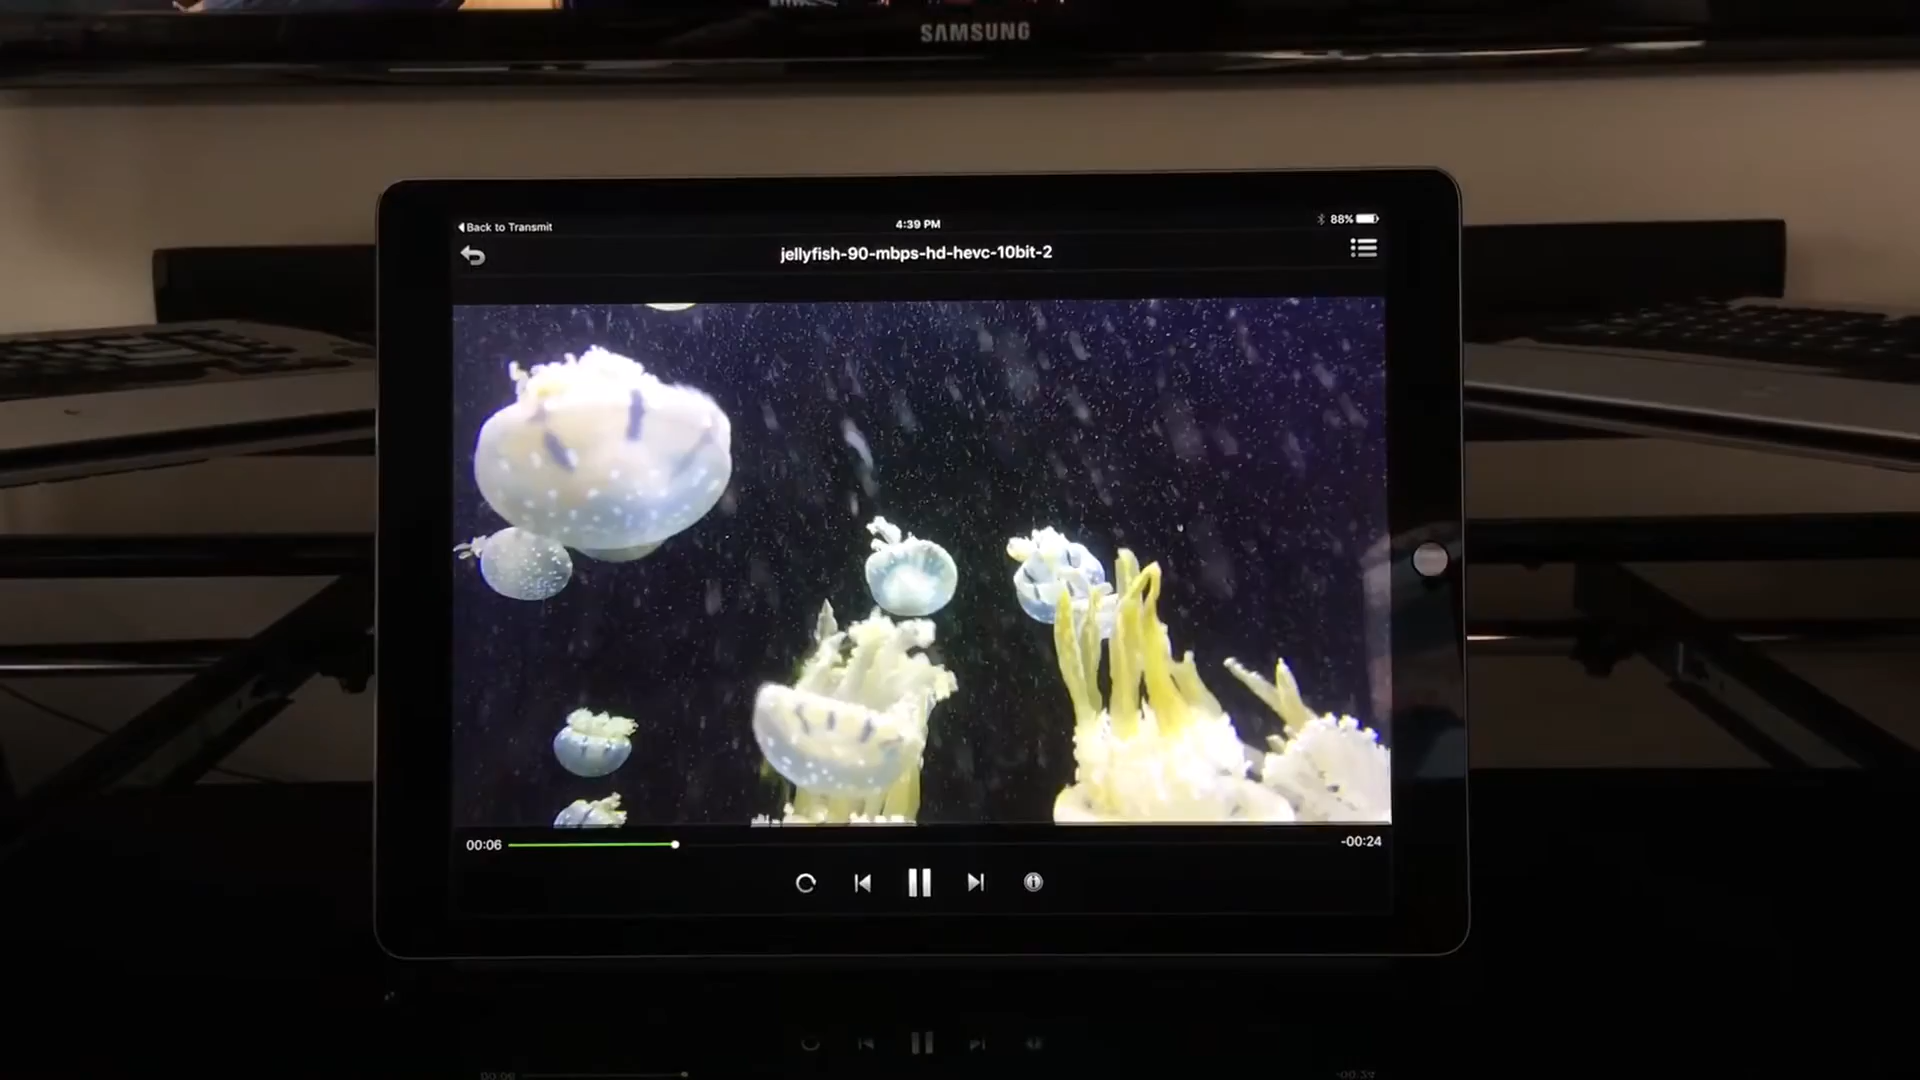 SAMSUNG
Back to Transmit
4:39 PM
88%
jellyfish-90-mbps-hd-hevc-10bit-2
00:06
-00:24